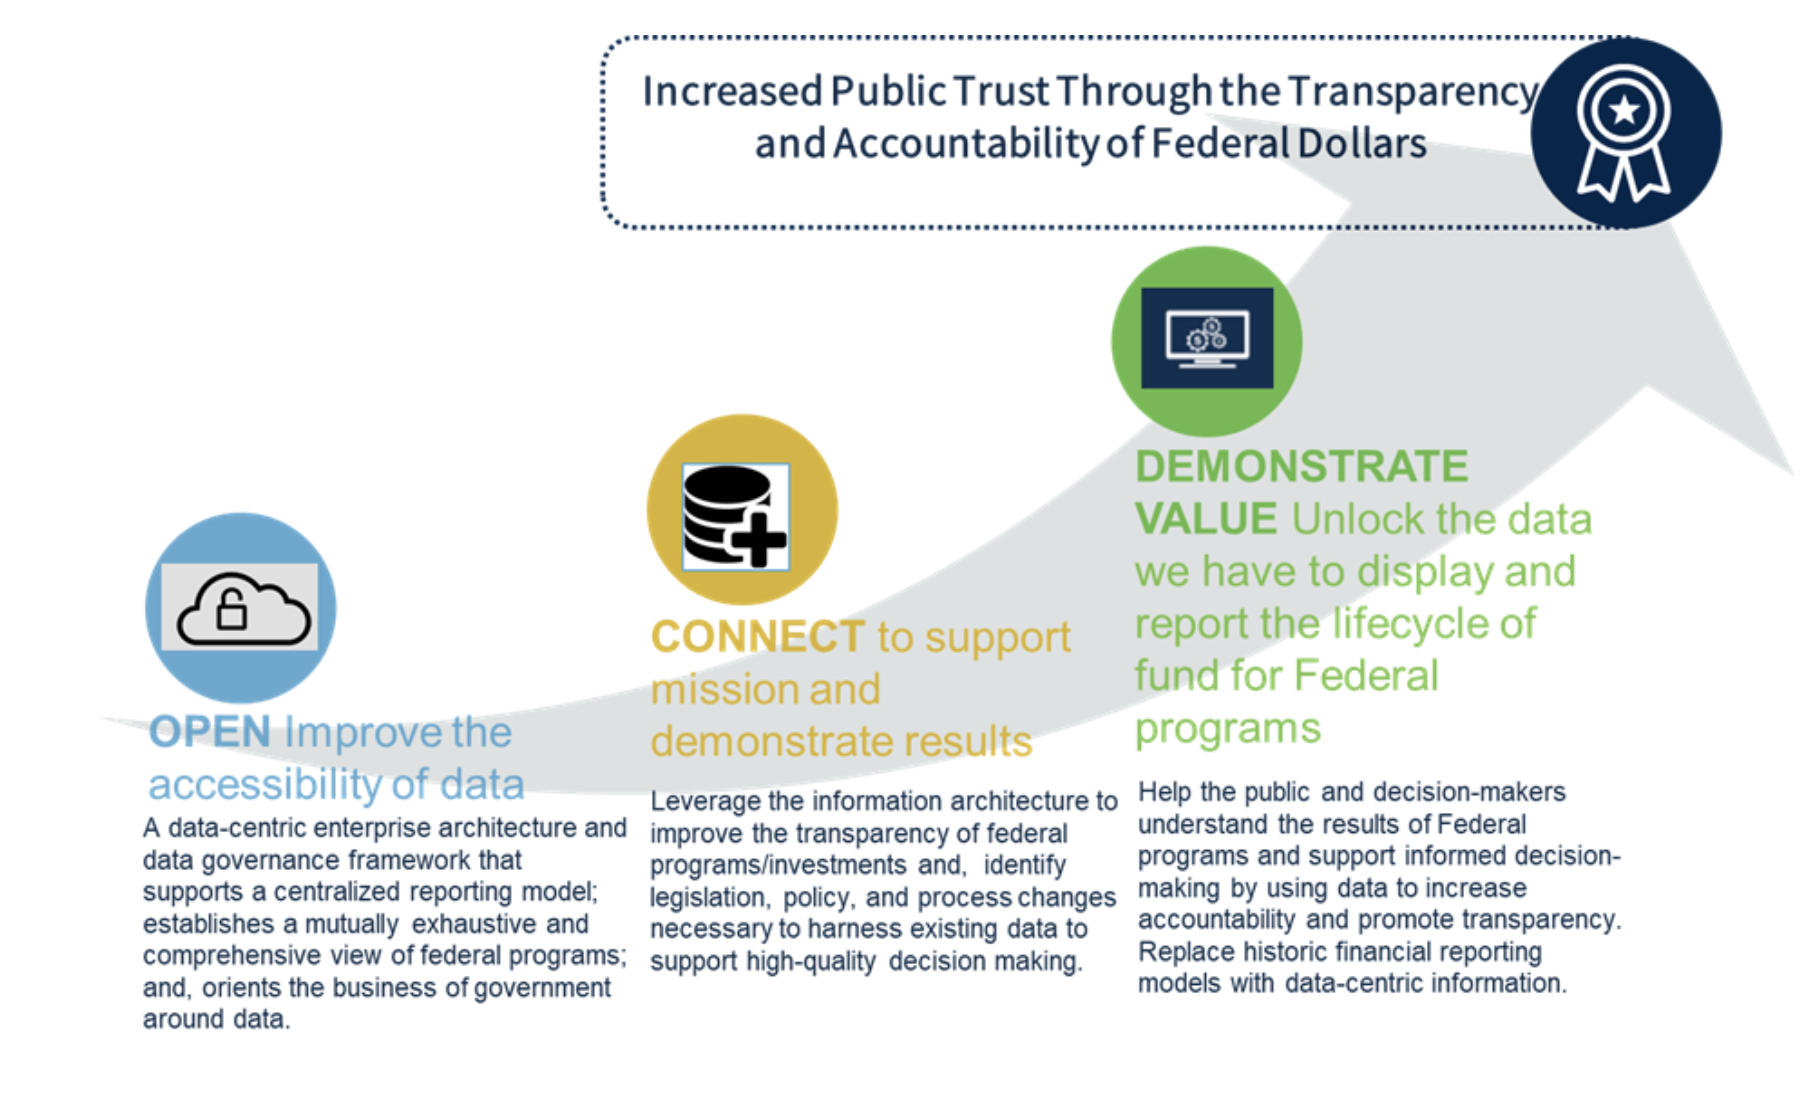 Increased Public Trust Through the Transparency
and Accountability of Federal Dollars
OPEN Improve the
accessibility of data
A data-centric enterprise architecture and
data governance framework that
supports a centralized reporting model;
establishes a mutually exhaustive and
comprehensive view of federal programs;
and, orients the business of government
around data.
CONNECT to support
mission and
demonstrate results
Leverage the information architecture to
improve the transparency of federal
programs/investments and, identify
legislation, policy, and process changes
necessary to harness existing data to
support high-quality decision making.
DEMONSTRATE
VALUE Unlock the data
we have to display and
report the lifecycle of
fund for Federal
programs
Help the public and decision-makers
understand the results of Federal
programs and support informed decision-
making by using data to increase
accountability and promote transparency.
Replace historic financial reporting
models with data-centric information.